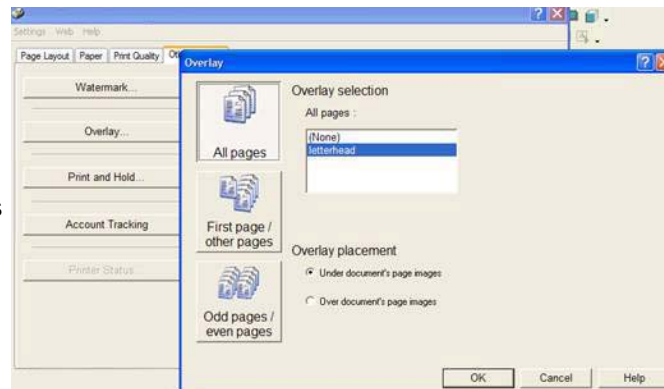 Settings Web Help
Page Layout Paper Print Quality
Overlay
Watermark...
Overlay...
Print and Hold...
Account Tracking
Printer Status...
All pages
First page /
other pages
Odd pages /
even pages
Overlay selection
All pages :
(None)
letterhead
Overlay placement
Under document's page images
Over document's page images
OK Cancel Help
s